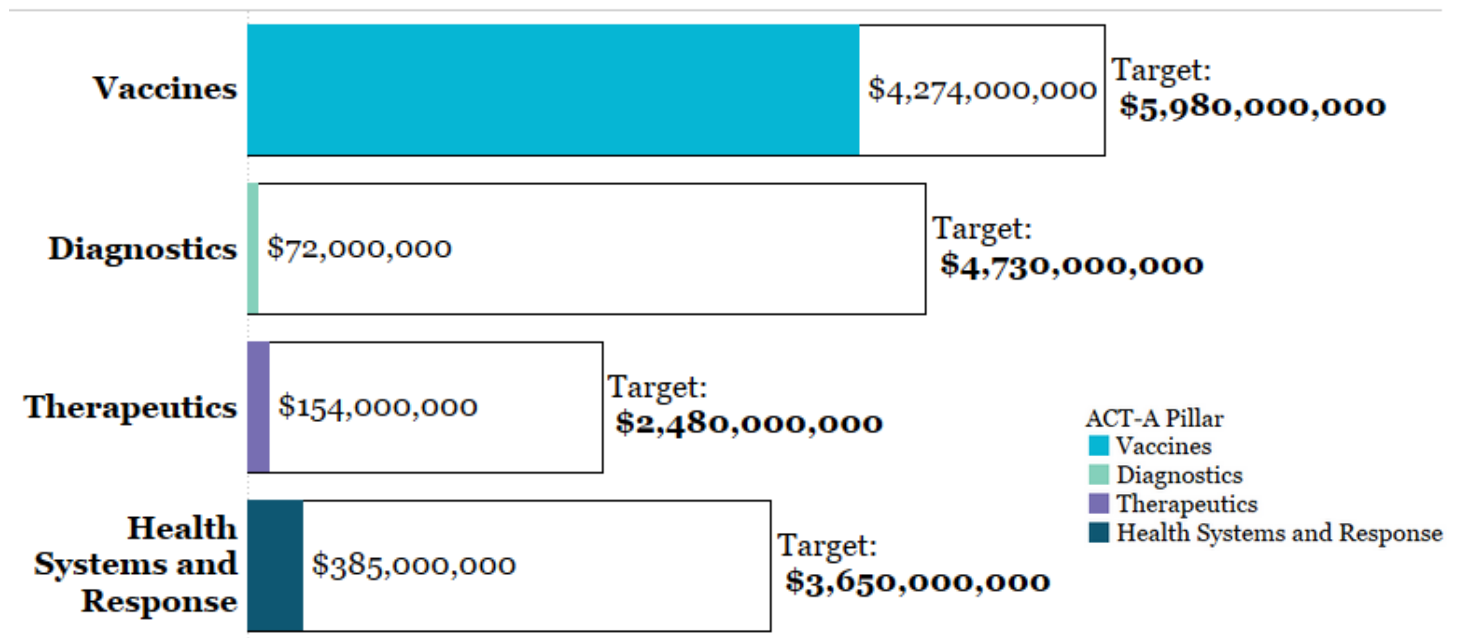 Vaccines
$4,274,000,000
Target:
$5,980,000,000
Diagnostics
$72,000,000
Target:
$4,730,000,000
Therapeutics
$154,000,000
Target:
$2,480,000,000
Health
Systems and
Response
$385,000,000
Target:
$3,650,000,000
ACT-A Pillar
Vaccines
Diagnostics
Therapeutics
Health Systems and Response